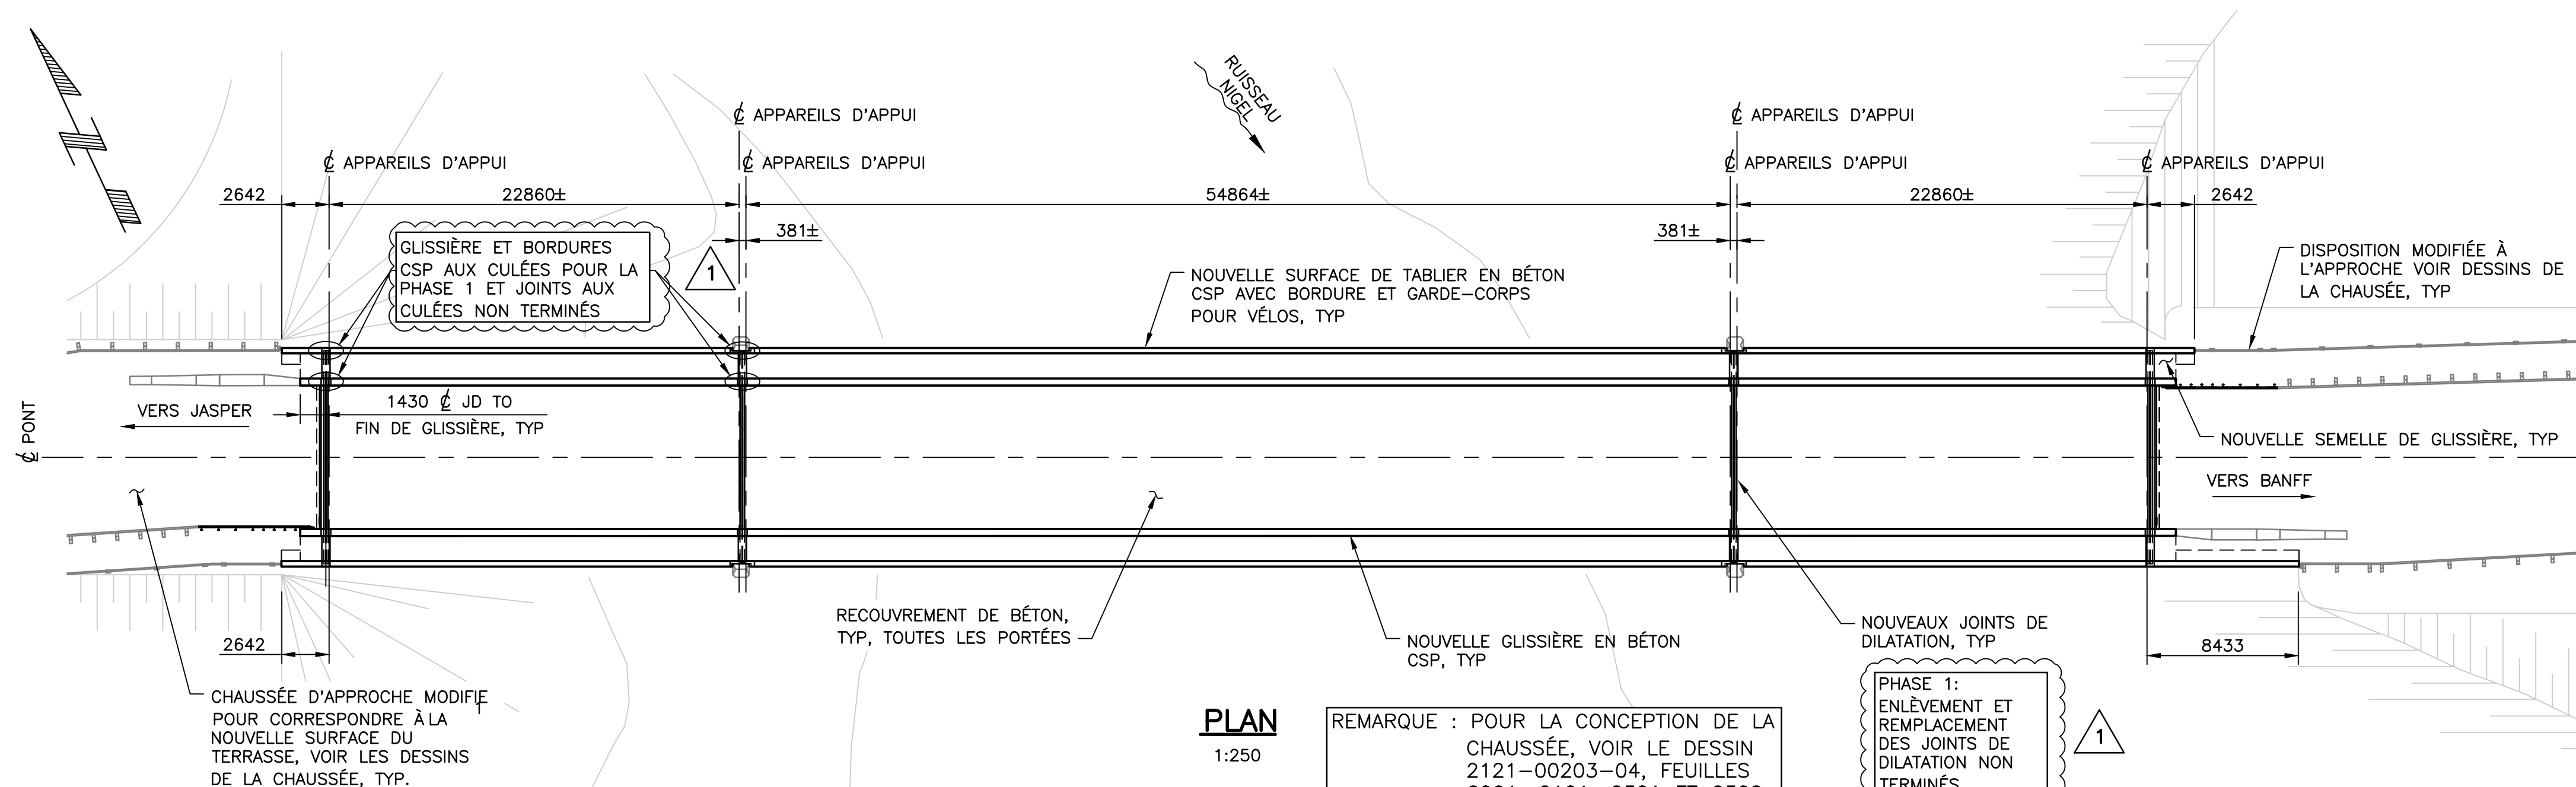 RUISSEAU
NIGEL
℄ APPAREILS D'APPUI
℄ APPAREILS D'APPUI
℄ APPAREILS D'APPUI
℄ APPAREILS D'APPUI
℄ APPAREILS D'APPUI
℄ APPAREILS D'APPUI
2642
22860±
54864±
22860±
2642
381±
381±
GLISSIÈRE ET BORDURES
CSP AUX CULÉES POUR LA
PHASE 1 ET JOINTS AUX
CULÉES NON TERMINÉS
1
NOUVELLE SURFACE DE TABLIER EN BÉTON
CSP AVEC BORDURE ET GARDE-CORPS
POUR VÉLOS, TYP
DISPOSITION MODIFIÉE À
L'APPROCHE VOIR DESSINS DE
LA CHAUSÉE, TYP
VERS JASPER
1430 ℄ JD TO
FIN DE GLISSIÈRE, TYP
℄ PONT
NOUVELLE SEMELLE DE GLISSIÈRE, TYP
VERS BANFF
RECOUVREMENT DE BÉTON,
TYP, TOUTES LES PORTÉES
NOUVELLE GLISSIÈRE EN BÉTON
CSP, TYP
NOUVEAUX JOINTS DE
DILATATION, TYP
2642
8433
CHAUSSÉE D'APPROCHE MODIFIE
POUR CORRESPONDRE À LA
NOUVELLE SURFACE DU
TERRASSE, VOIR LES DESSINS
DE LA CHAUSSÉE, TYP.
PLAN
1:250
REMARQUE : POUR LA CONCEPTION DE LA
CHAUSSÉE, VOIR LE DESSIN
2121-00203-04, FEUILLES
PHASE 1:
ENLÈVEMENT ET
REMPLACEMENT
DES JOINTS DE
DILATATION NON
TERMINÉS
1